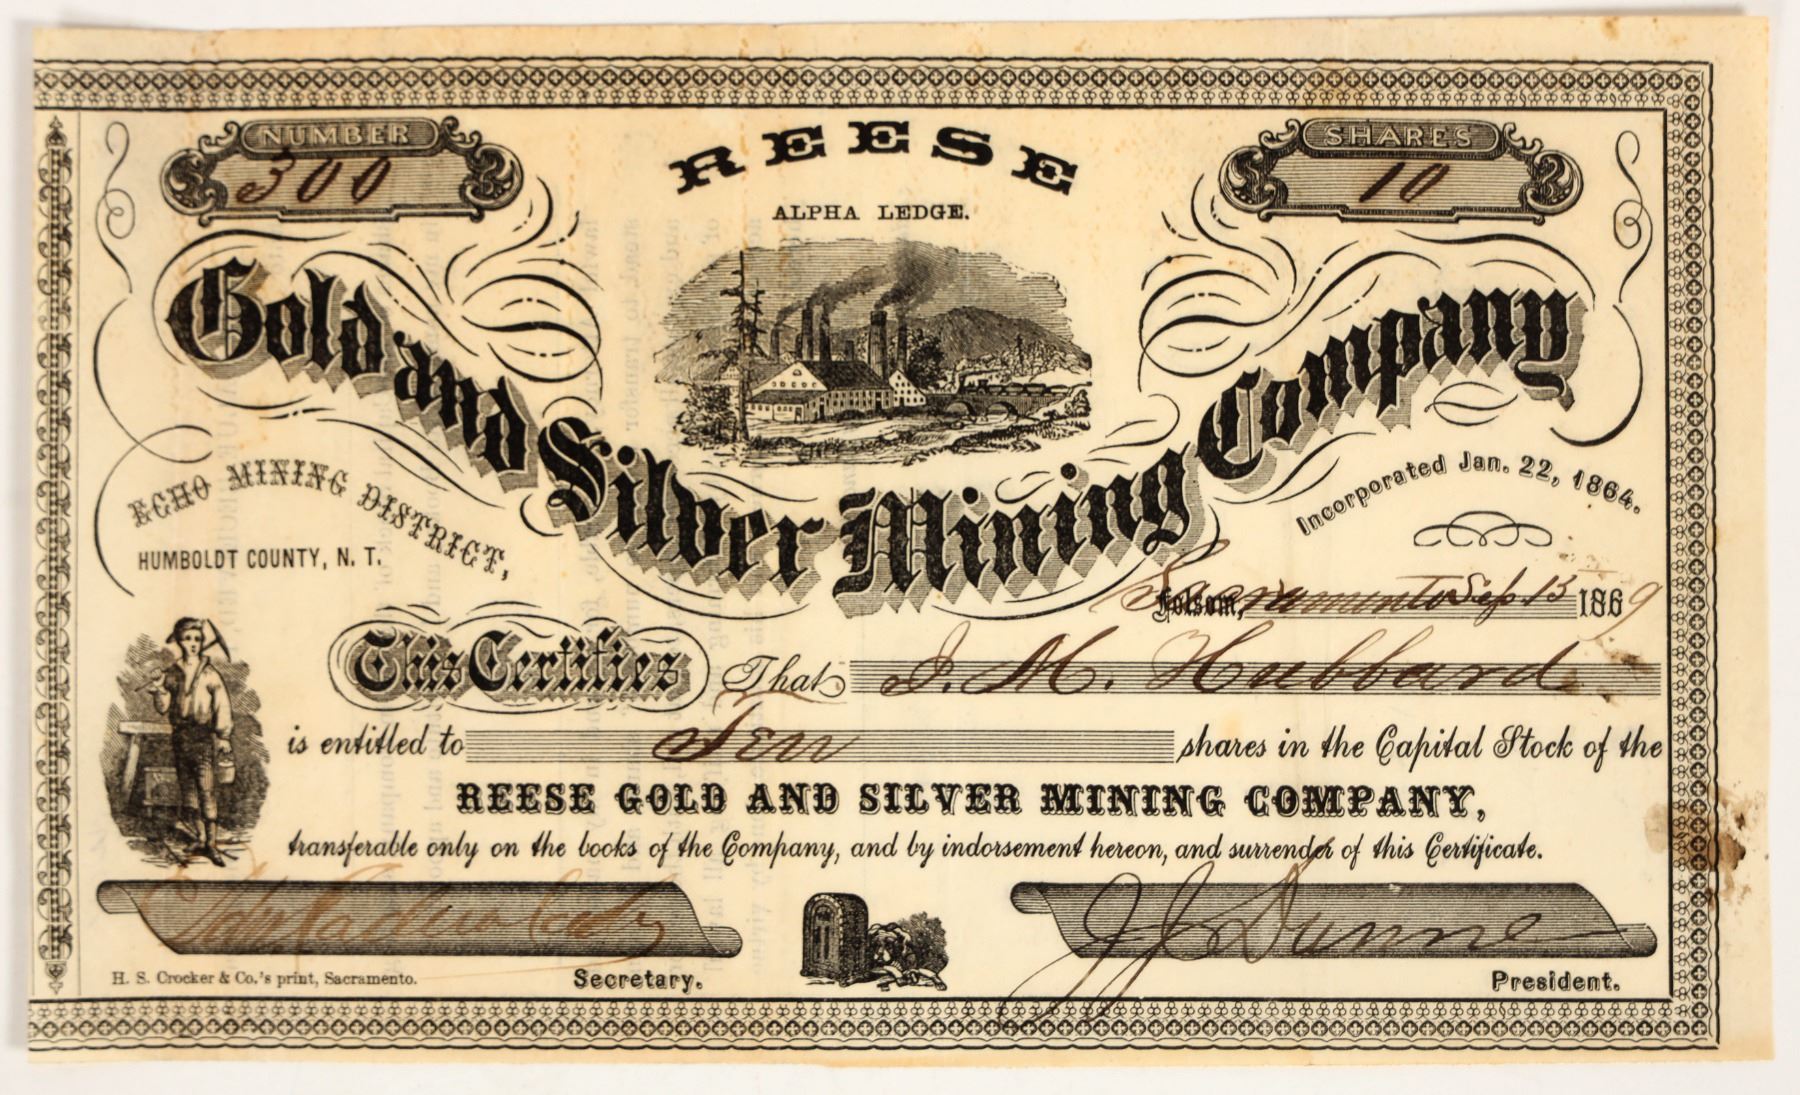 NUMBER
300
REESE
ALPHA LEDGE.
SHARES
10
Gold and Silver Mining Company
ECHO MINING DISTRICT,
HUMBOLDT COUNTY, N. T.
Incorporated Jan. 22, 1864.
Folsom, Sacramento Sep 13 1869
This Certifies That J. M. Hubbard
is entitled to Ten shares in the Capital Stock of the
REESE GOLD AND SILVER MINING COMPANY,
transferable only on the books of the Company, and by indorsement hereon, and surrender of this Certificate.
J J Dunne
H. S. Crocker & Co.'s print, Sacramento.
Secretary.
President.